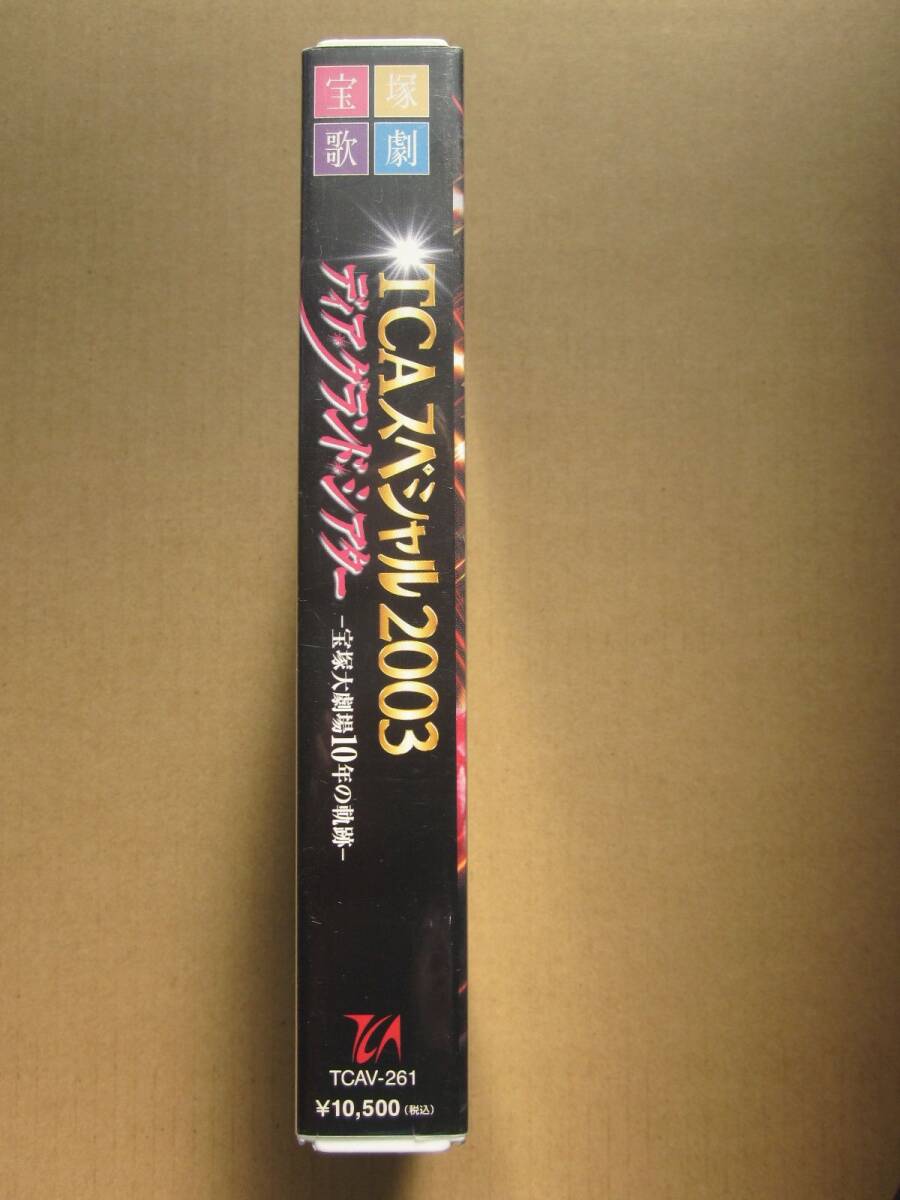 宝塚
歌劇
TCAスペシャル2003
ディア・グランド・シアター
-宝塚大劇場10年の軌跡-
TCA
TCAV-261
¥10,500(税込)